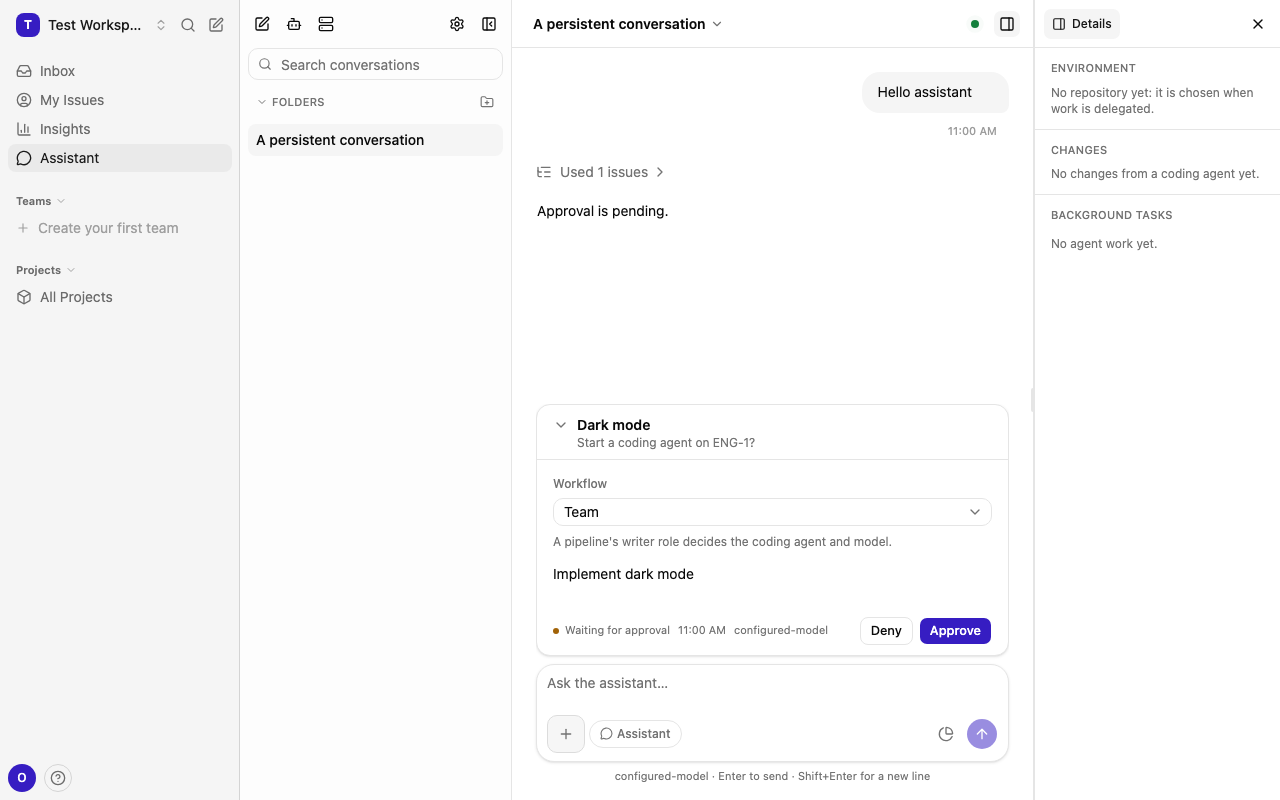 T
Test Worksp...
Inbox
My Issues
Insights
Assistant
Teams
Create your first team
Projects
All Projects
O
Search conversations
FOLDERS
A persistent conversation
A persistent conversation
Hello assistant
11:00 AM
Used 1 issues
Approval is pending.
Dark mode
Start a coding agent on ENG-1?
Workflow
Team
A pipeline's writer role decides the coding agent and model.
Implement dark mode
Waiting for approval 11:00 AM configured-model
Deny
Approve
Ask the assistant...
Assistant
configured-model · Enter to send · Shift+Enter for a new line
Details
ENVIRONMENT
No repository yet: it is chosen when
work is delegated.
CHANGES
No changes from a coding agent yet.
BACKGROUND TASKS
No agent work yet.